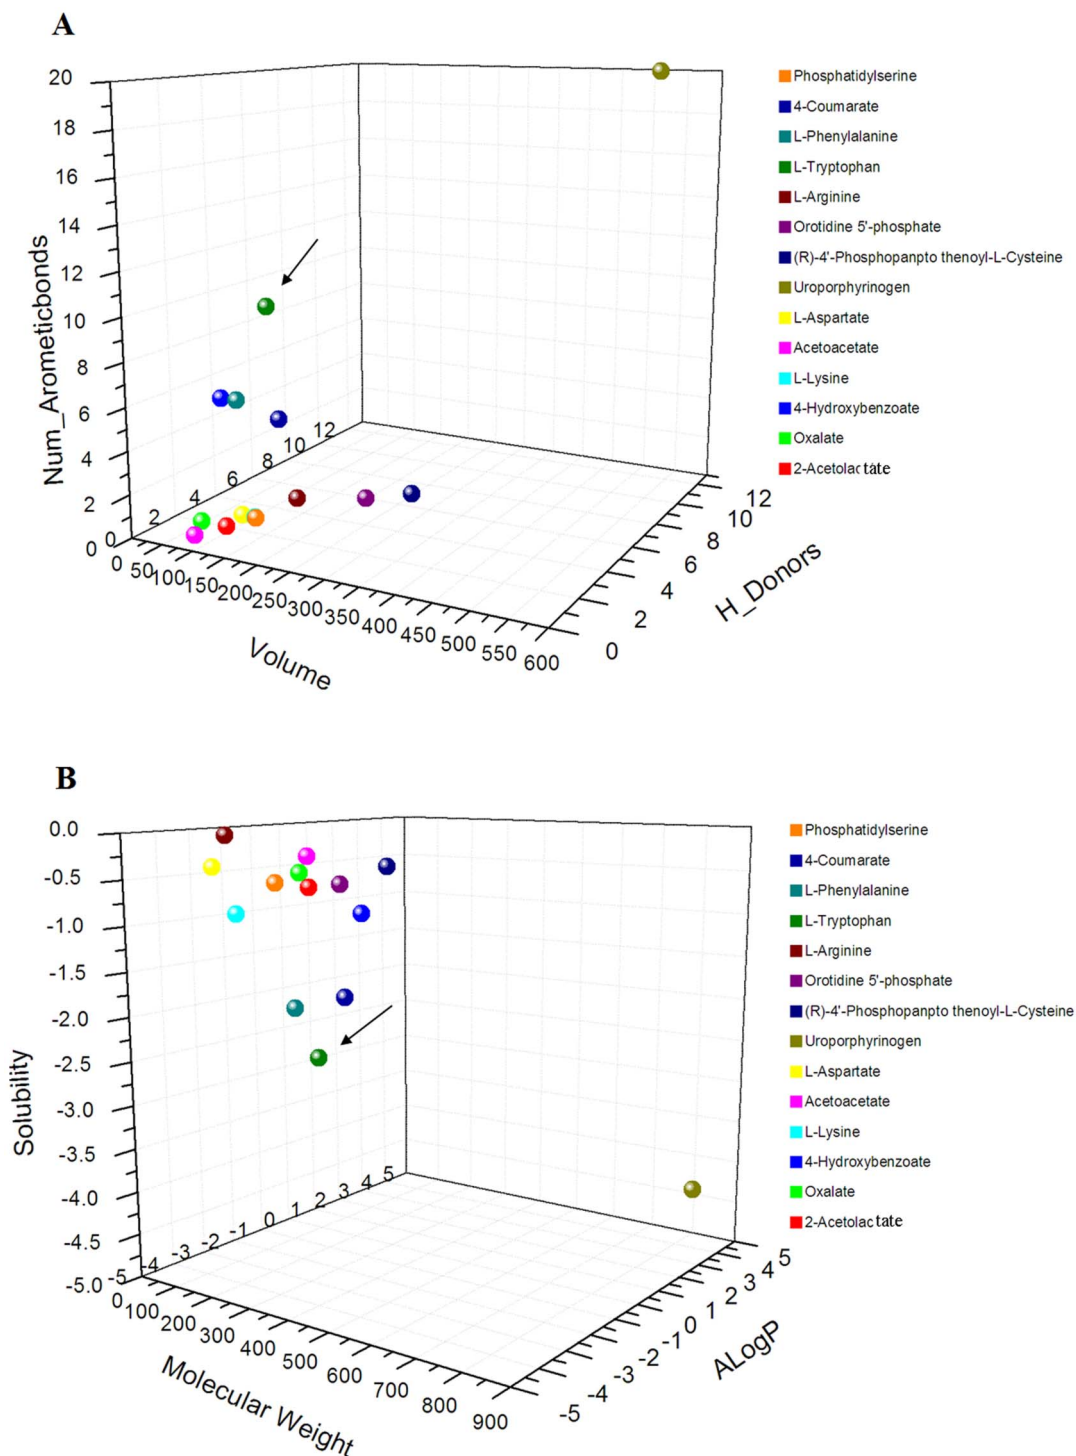 A
20
18
16
14
12
10
8
6
4
2
0
Num_Arometicbonds
0 2 4 6 8 10 12
0 50 100 150 200 250 300 350 400 450 500 550 600
Volume
0 2 4 6 8 10 12
H_Donors
Phosphatidylserine
4-Coumarate
L-Phenylalanine
L-Tryptophan
L-Arginine
Orotidine 5'-phosphate
(R)-4'-Phosphopanpto thenoyl-L-Cysteine
Uroporphyrinogen
L-Aspartate
Acetoacetate
L-Lysine
4-Hydroxybenzoate
Oxalate
2-Acetolactate
B
0.0
-0.5
-1.0
-1.5
-2.0
-2.5
-3.0
-3.5
-4.0
-4.5
-5.0
Solubility
-5 -4 -3 -2 -1 0 1 2 3 4 5
0 100 200 300 400 500 600 700 800 900
Molecular Weight
-5 -4 -3 -2 -1 0 1 2 3 4 5
ALogP
Phosphatidylserine
4-Coumarate
L-Phenylalanine
L-Tryptophan
L-Arginine
Orotidine 5'-phosphate
(R)-4'-Phosphopanpto thenoyl-L-Cysteine
Uroporphyrinogen
L-Aspartate
Acetoacetate
L-Lysine
4-Hydroxybenzoate
Oxalate
2-Acetolactate